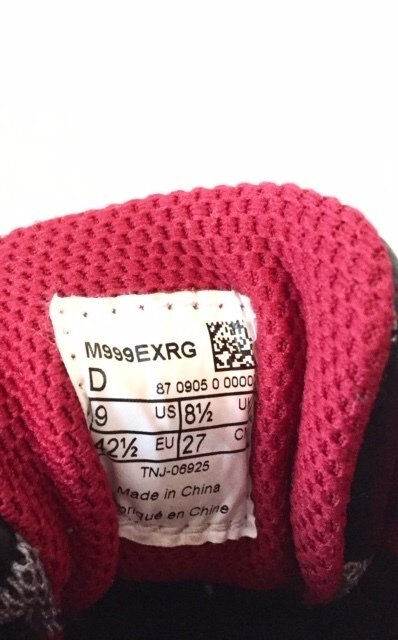 M999EXRG
D 87 0905 0 0000
9 US 8½ UK
42½ EU 27 CM
TNJ-06925
Made in China
en Chine